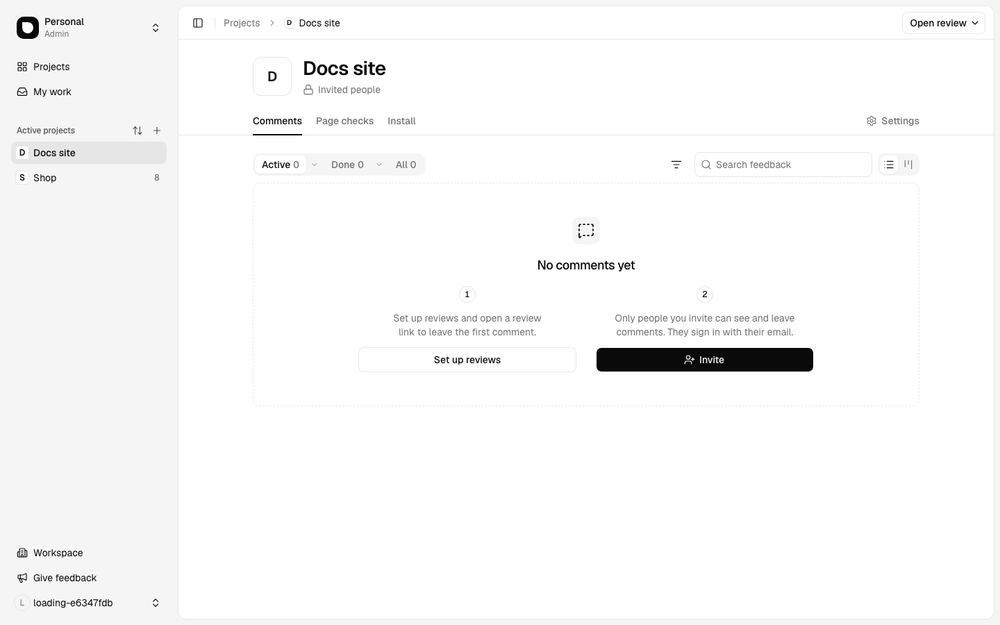 Personal
Admin
Projects
My work
Active projects
D Docs site
S Shop 8
Workspace
Give feedback
L loading-e6347fdb
Projects > D Docs site
Open review
D
Docs site
Invited people
Comments Page checks Install
Settings
Active 0 Done 0 All 0
Search feedback
No comments yet
1
Set up reviews and open a review
link to leave the first comment.
Set up reviews
2
Only people you invite can see and leave
comments. They sign in with their email.
Invite